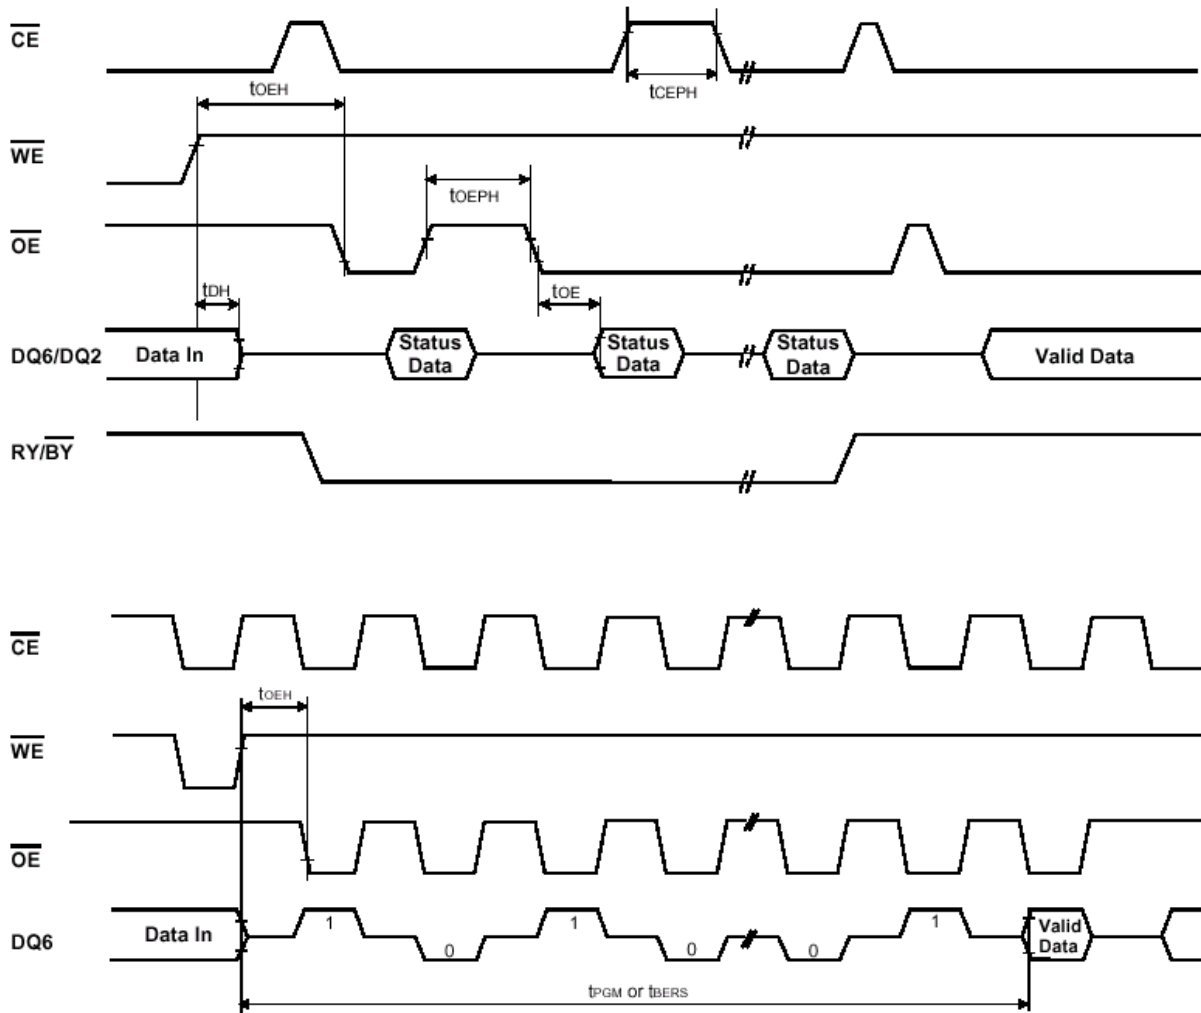 CE
tOEH
tCEPH
WE
tOEPH
OE
tDH
tOE
DQ6/DQ2
Data In
Status
Data
Status
Data
Status
Data
Valid Data
RY/BY
CE
tOEH
WE
OE
DQ6
Data In
1
0
1
0
0
1
Valid
Data
tPGM or tBERS